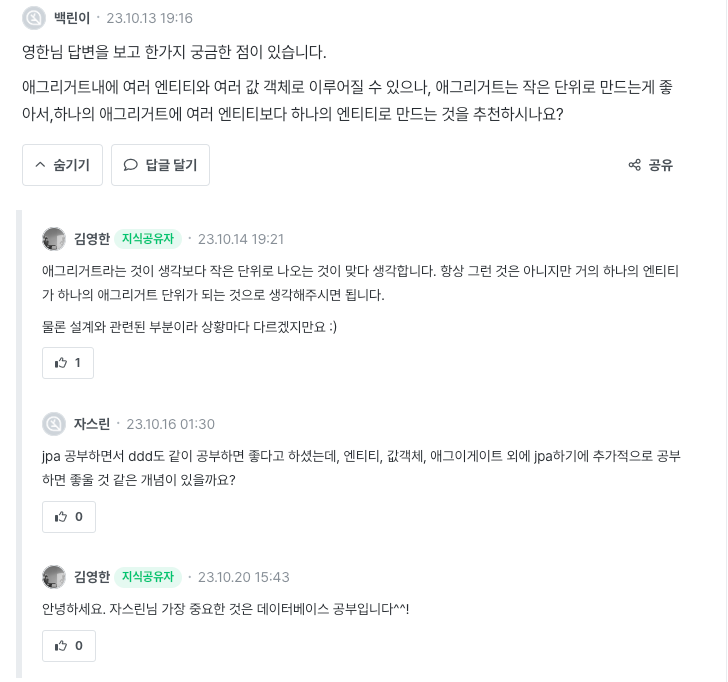 백린이 · 23.10.13 19:16
영한님 답변을 보고 한가지 궁금한 점이 있습니다.
애그리거트내에 여러 엔티티와 여러 값 객체로 이루어질 수 있으나, 애그리거트는 작은 단위로 만드는게 좋
아서,하나의 애그리거트에 여러 엔티티보다 하나의 엔티티로 만드는 것을 추천하시나요?
숨기기 답글 달기 공유
김영한 지식공유자 · 23.10.14 19:21
애그리거트라는 것이 생각보다 작은 단위로 나오는 것이 맞다 생각합니다. 항상 그런 것은 아니지만 거의 하나의 엔티티
가 하나의 애그리거트 단위가 되는 것으로 생각해주시면 됩니다.
물론 설계와 관련된 부분이라 상황마다 다르겠지만요 :)
1
자스린 · 23.10.16 01:30
jpa 공부하면서 ddd도 같이 공부하면 좋다고 하셨는데, 엔티티, 값객체, 애그이게이트 외에 jpa하기에 추가적으로 공부
하면 좋울 것 같은 개념이 있을까요?
0
김영한 지식공유자 · 23.10.20 15:43
안녕하세요. 자스린님 가장 중요한 것은 데이터베이스 공부입니다^^!
0